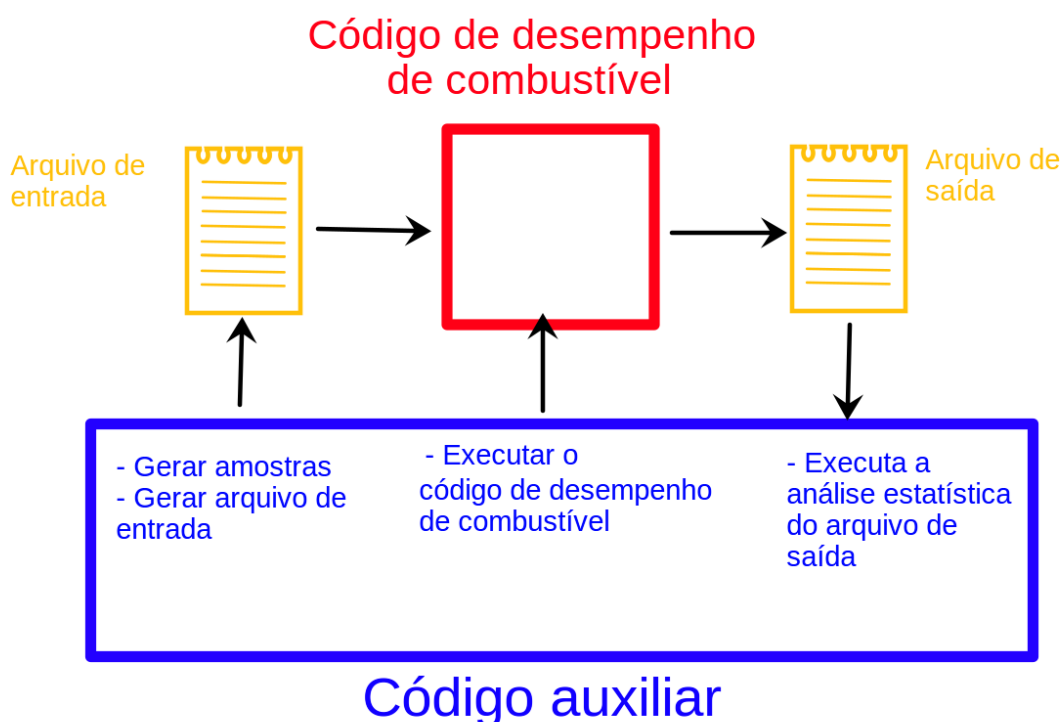 Código de desempenho
de combustível
Arquivo de
entrada
Arquivo de
saída
- Gerar amostras
- Gerar arquivo de
entrada
- Executar o
código de desempenho
de combustível
- Executa a
análise estatística
do arquivo de
saída
Código auxiliar